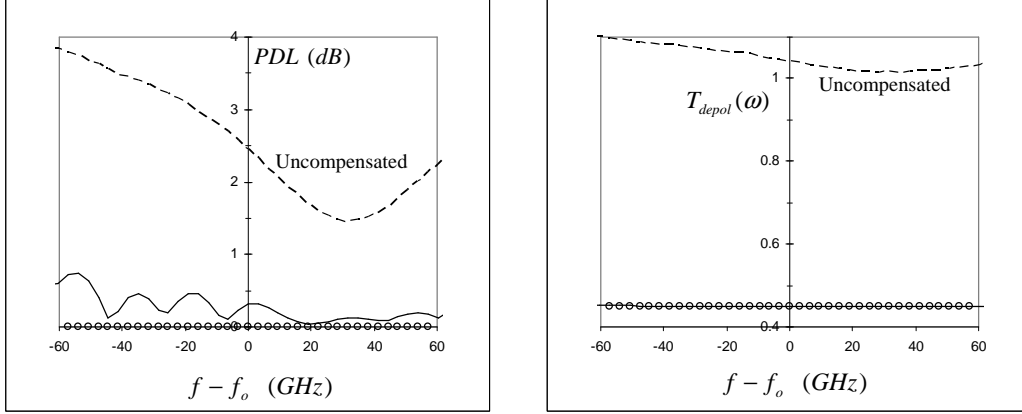 4
3
2
1
0
PDL (dB)
Uncompensated
-60 -40 -20 0 20 40 60
f − fₒ (GHz)
1
0.8
0.6
0.4
T_depol(ω)
Uncompensated
-60 -40 -20 0 20 40 60
f − fₒ (GHz)